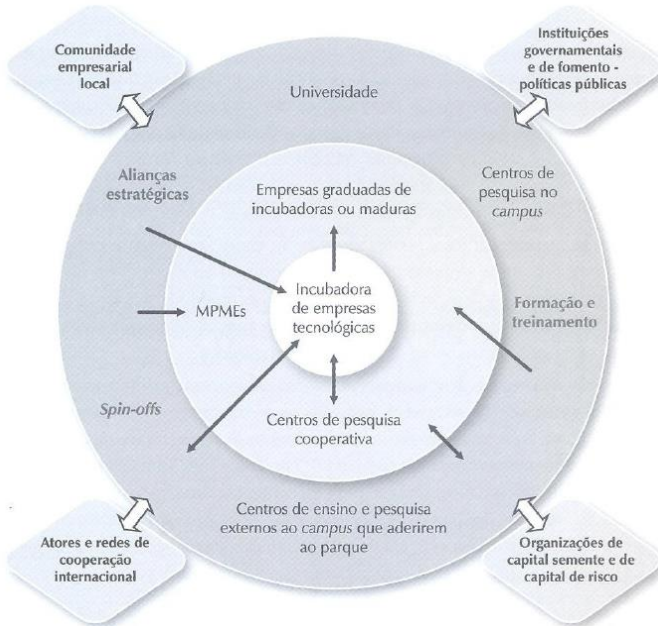 Comunidade
empresarial
local
Instituições
governamentais
e de fomento -
políticas públicas
Universidade
Alianças
estratégicas
Centros de
pesquisa no
campus
Empresas graduadas de
incubadoras ou maduras
MPMEs
Incubadora
de empresas
tecnológicas
Formação e
treinamento
Spin-offs
Centros de pesquisa
cooperativa
Centros de ensino e pesquisa
externos ao campus que aderirem
ao parque
Atores e redes de
cooperação
internacional
Organizações de
capital semente e de
capital de risco